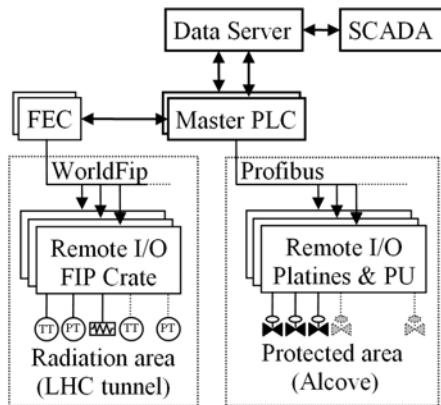 Data Server
SCADA
FEC
Master PLC
WorldFip
Profibus
Remote I/O
FIP Crate
Remote I/O
Platines & PU
TT
PT
TT
PT
Radiation area
(LHC tunnel)
Protected area
(Alcove)